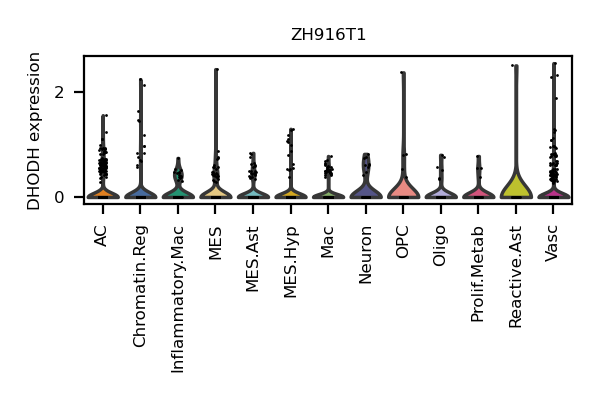 ZH916T1
DHODH expression
2
0
AC
Chromatin.Reg
Inflammatory.Mac
MES
MES.Ast
MES.Hyp
Mac
Neuron
OPC
Oligo
Prolif.Metab
Reactive.Ast
Vasc